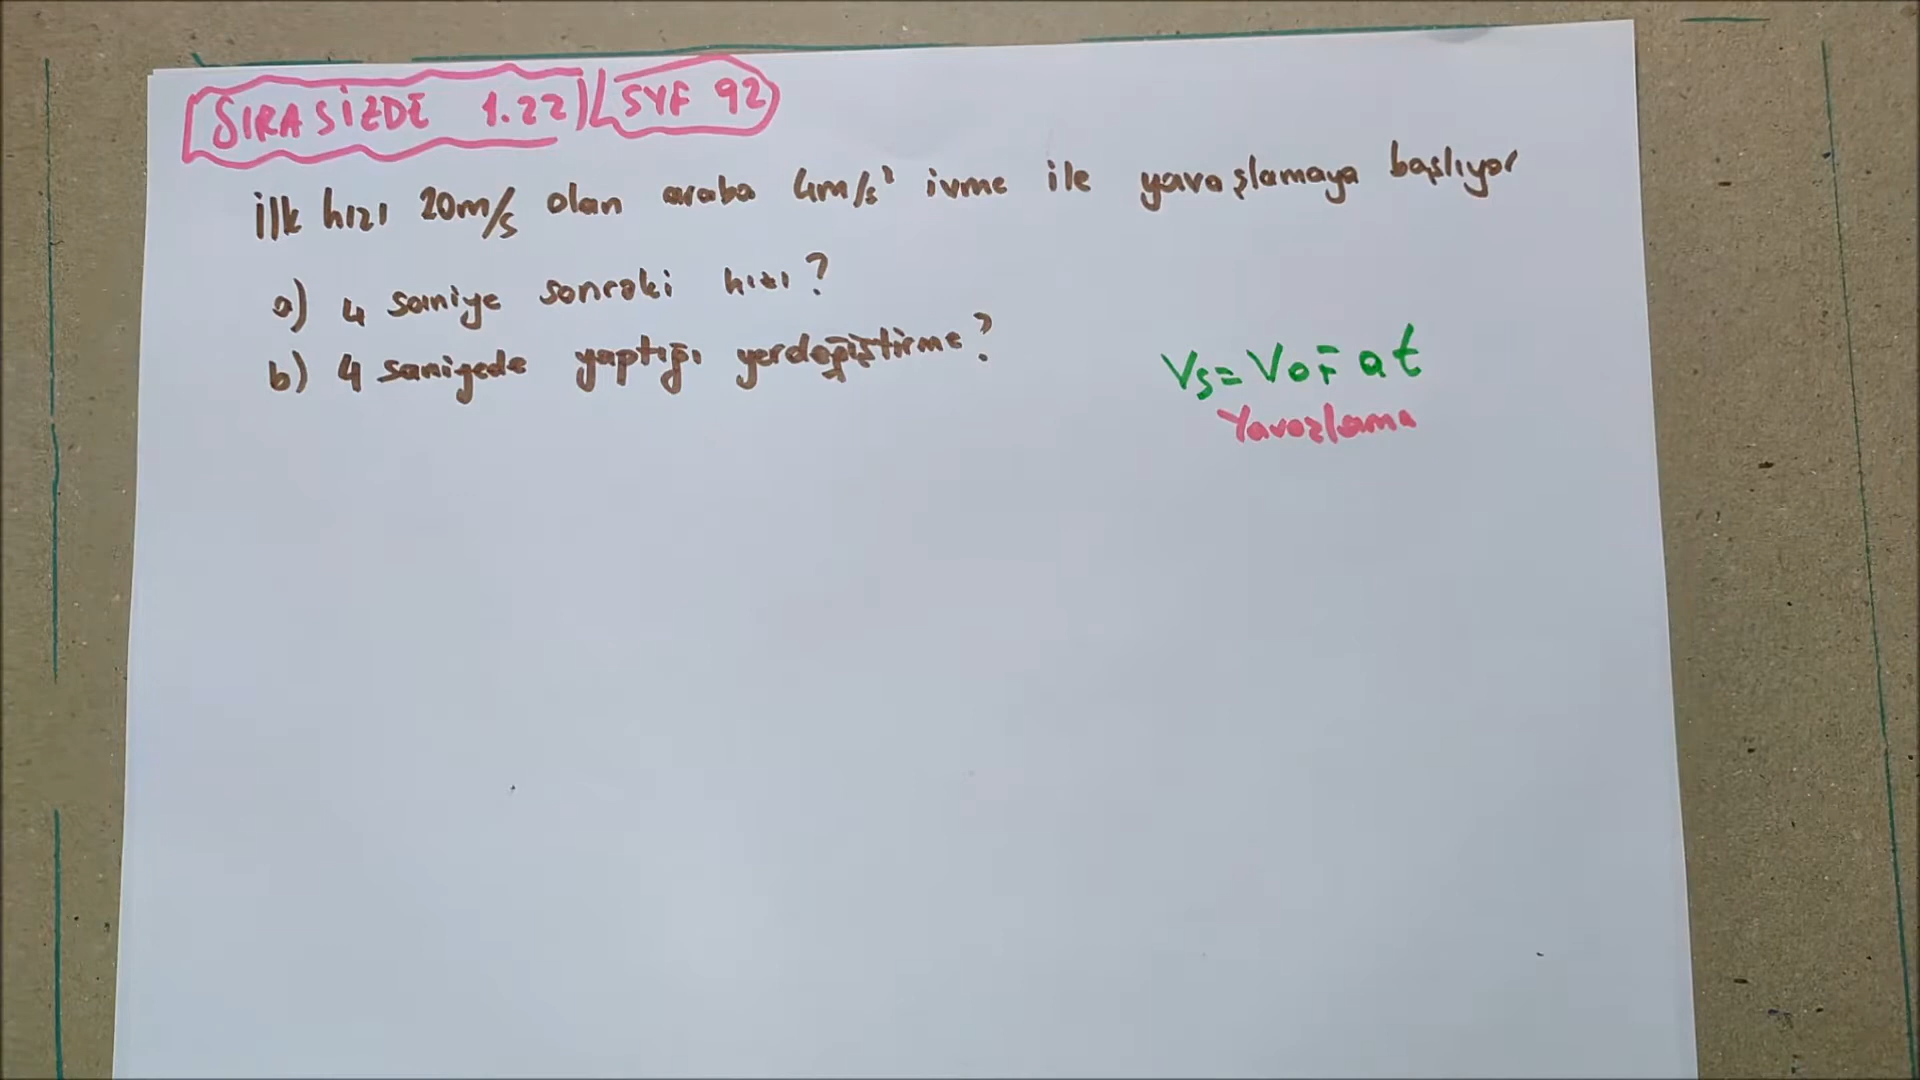 SIRA SİZDE 1.22 SYF 92
İlk hızı 20m/s olan araba 4m/s² ivme ile yavaşlamaya başlıyor
a) 4 saniye sonraki hızı?
b) 4 saniyede yaptığı yerdeğiştirme?
Vs = Vo ∓ at
Yavaşlama